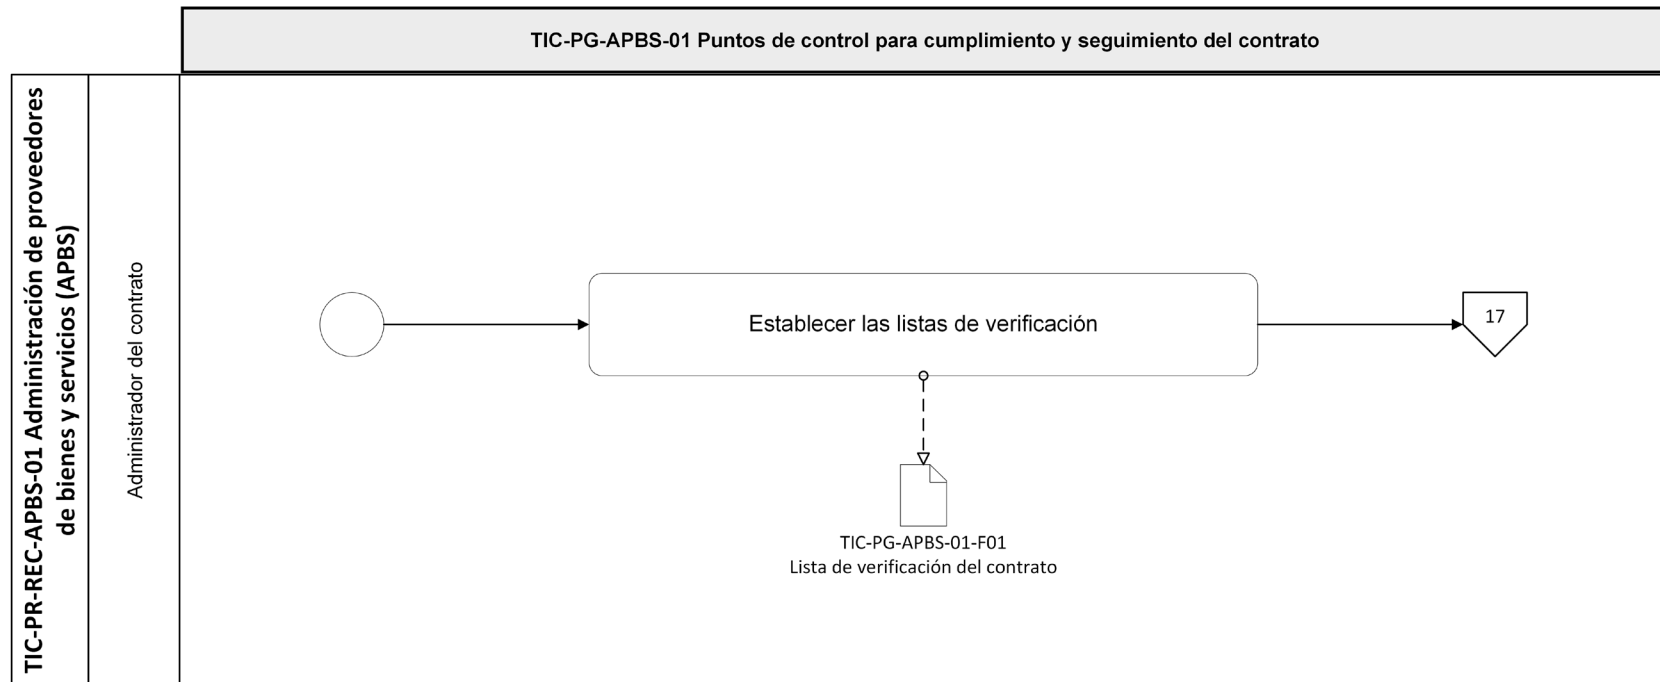 TIC-PG-APBS-01 Puntos de control para cumplimiento y seguimiento del contrato
TIC-PR-REC-APBS-01 Administración de proveedores
de bienes y servicios (APBS)
Administrador del contrato
Establecer las listas de verificación
17
TIC-PG-APBS-01-F01
Lista de verificación del contrato